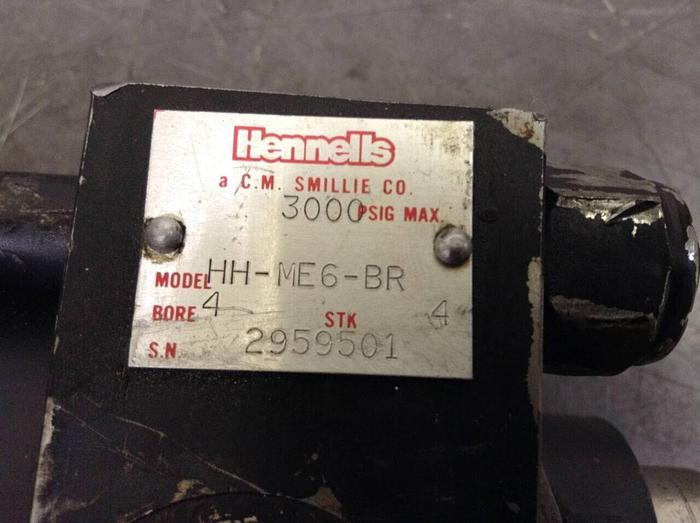 Hennells
a C.M. SMILLIE CO.
3000 PSIG MAX.
MODEL HH-ME6-BR
BORE 4 STK 4
S.N. 2959501